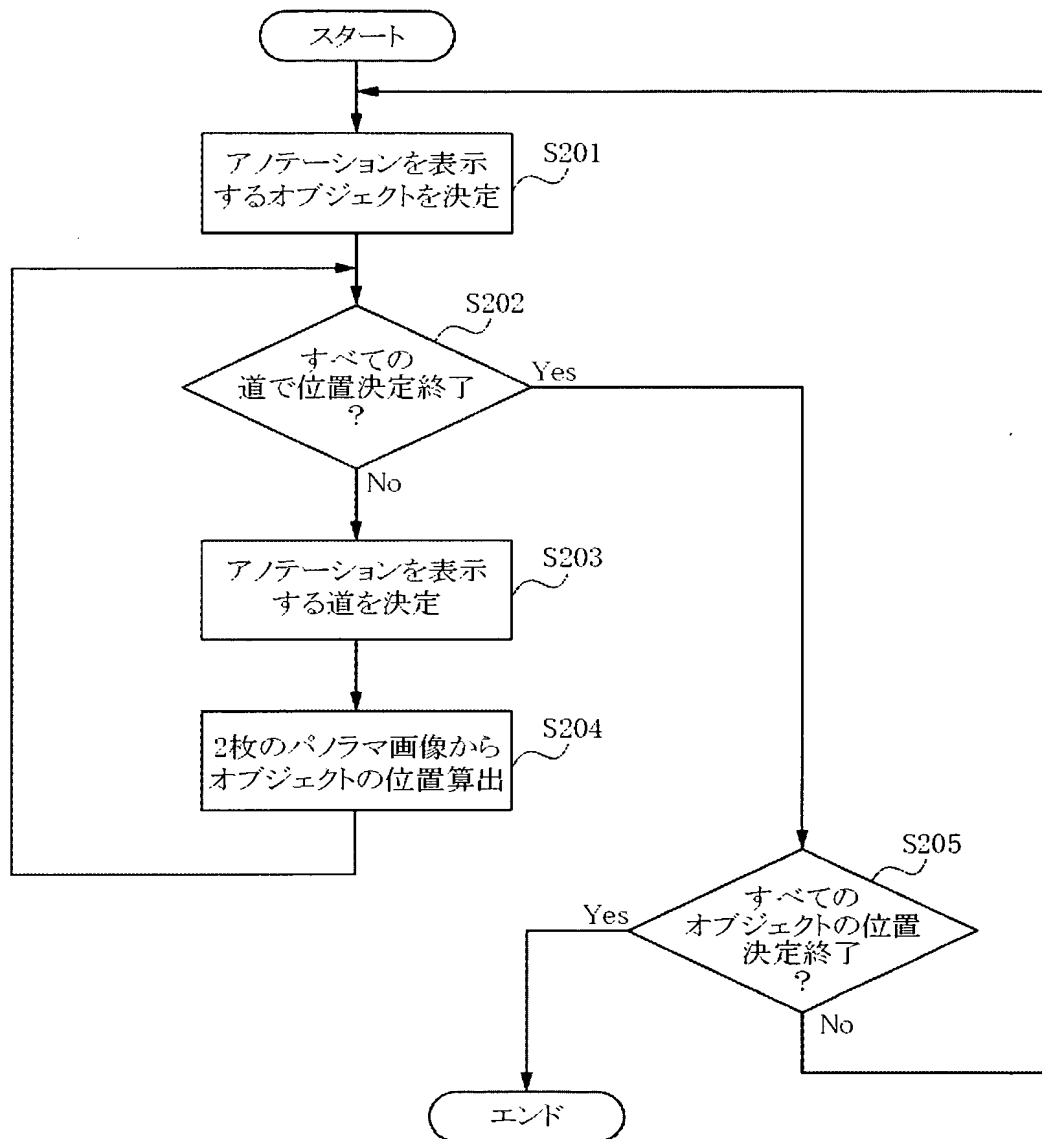 スタート
アノテーションを表示
するオブジェクトを決定
S201
S202
すべての
道で位置決定終了
?
Yes
No
アノテーションを表示
する道を決定
S203
2枚のパノラマ画像から
オブジェクトの位置算出
S204
S205
すべての
オブジェクトの位置
決定終了
?
Yes
No
エンド